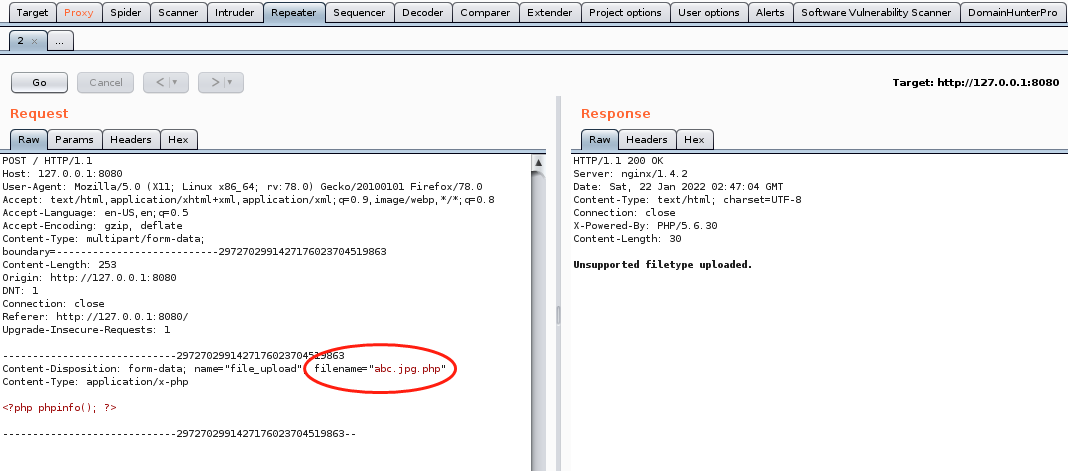 Target Proxy Spider Scanner Intruder Repeater Sequencer Decoder Comparer Extender Project options User options Alerts Software Vulnerability Scanner DomainHunterPro
2 × ...
Go Cancel < ▼ > ▼ Target: http://127.0.0.1:8080
Request
Raw Params Headers Hex
POST / HTTP/1.1
Host: 127.0.0.1:8080
User-Agent: Mozilla/5.0 (X11; Linux x86_64; rv:78.0) Gecko/20100101 Firefox/78.0
Accept: text/html,application/xhtml+xml,application/xml;q=0.9,image/webp,*/*;q=0.8
Accept-Language: en-US,en;q=0.5
Accept-Encoding: gzip, deflate
Content-Type: multipart/form-data;
boundary=---------------------------2972702991427176023704519863
Content-Length: 253
Origin: http://127.0.0.1:8080
DNT: 1
Connection: close
Referer: http://127.0.0.1:8080/
Upgrade-Insecure-Requests: 1
-----------------------------2972702991427176023704519863
Content-Disposition: form-data; name="file_upload"; filename="abc.jpg.php"
Content-Type: application/x-php
<?php phpinfo(); ?>
-----------------------------2972702991427176023704519863--
Response
Raw Headers Hex
HTTP/1.1 200 OK
Server: nginx/1.4.2
Date: Sat, 22 Jan 2022 02:47:04 GMT
Content-Type: text/html; charset=UTF-8
Connection: close
X-Powered-By: PHP/5.6.30
Content-Length: 30
Unsupported filetype uploaded.